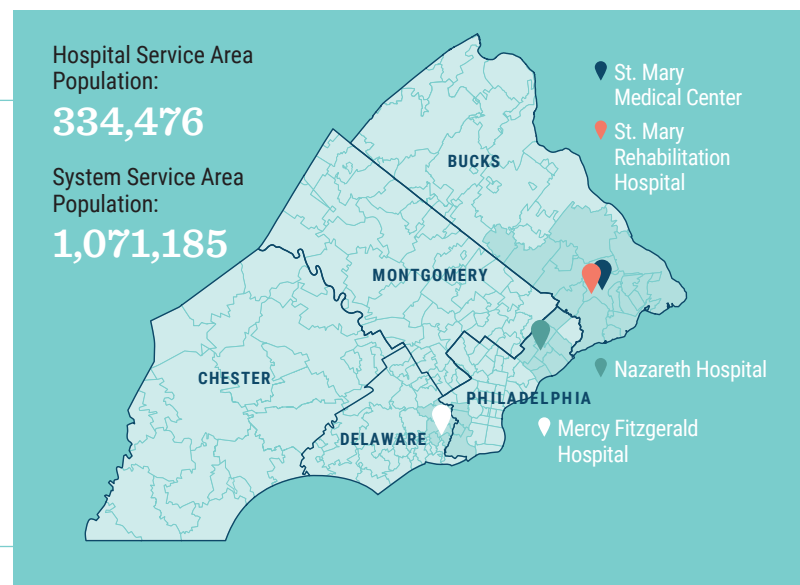 Hospital Service Area
Population:
334,476
System Service Area
Population:
1,071,185
St. Mary
Medical Center
St. Mary
Rehabilitation
Hospital
BUCKS
MONTGOMERY
CHESTER
Nazareth Hospital
PHILADELPHIA
DELAWARE
Mercy Fitzgerald
Hospital